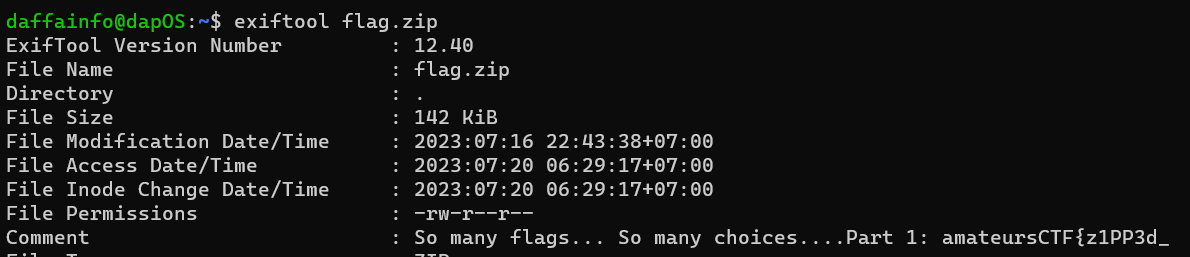 daffainfo@dapOS:~$ exiftool flag.zip
ExifTool Version Number : 12.40
File Name : flag.zip
Directory : .
File Size : 142 KiB
File Modification Date/Time : 2023:07:16 22:43:38+07:00
File Access Date/Time : 2023:07:20 06:29:17+07:00
File Inode Change Date/Time : 2023:07:20 06:29:17+07:00
File Permissions : -rw-r--r--
Comment : So many flags... So many choices....Part 1: amateursCTF{z1PP3d_